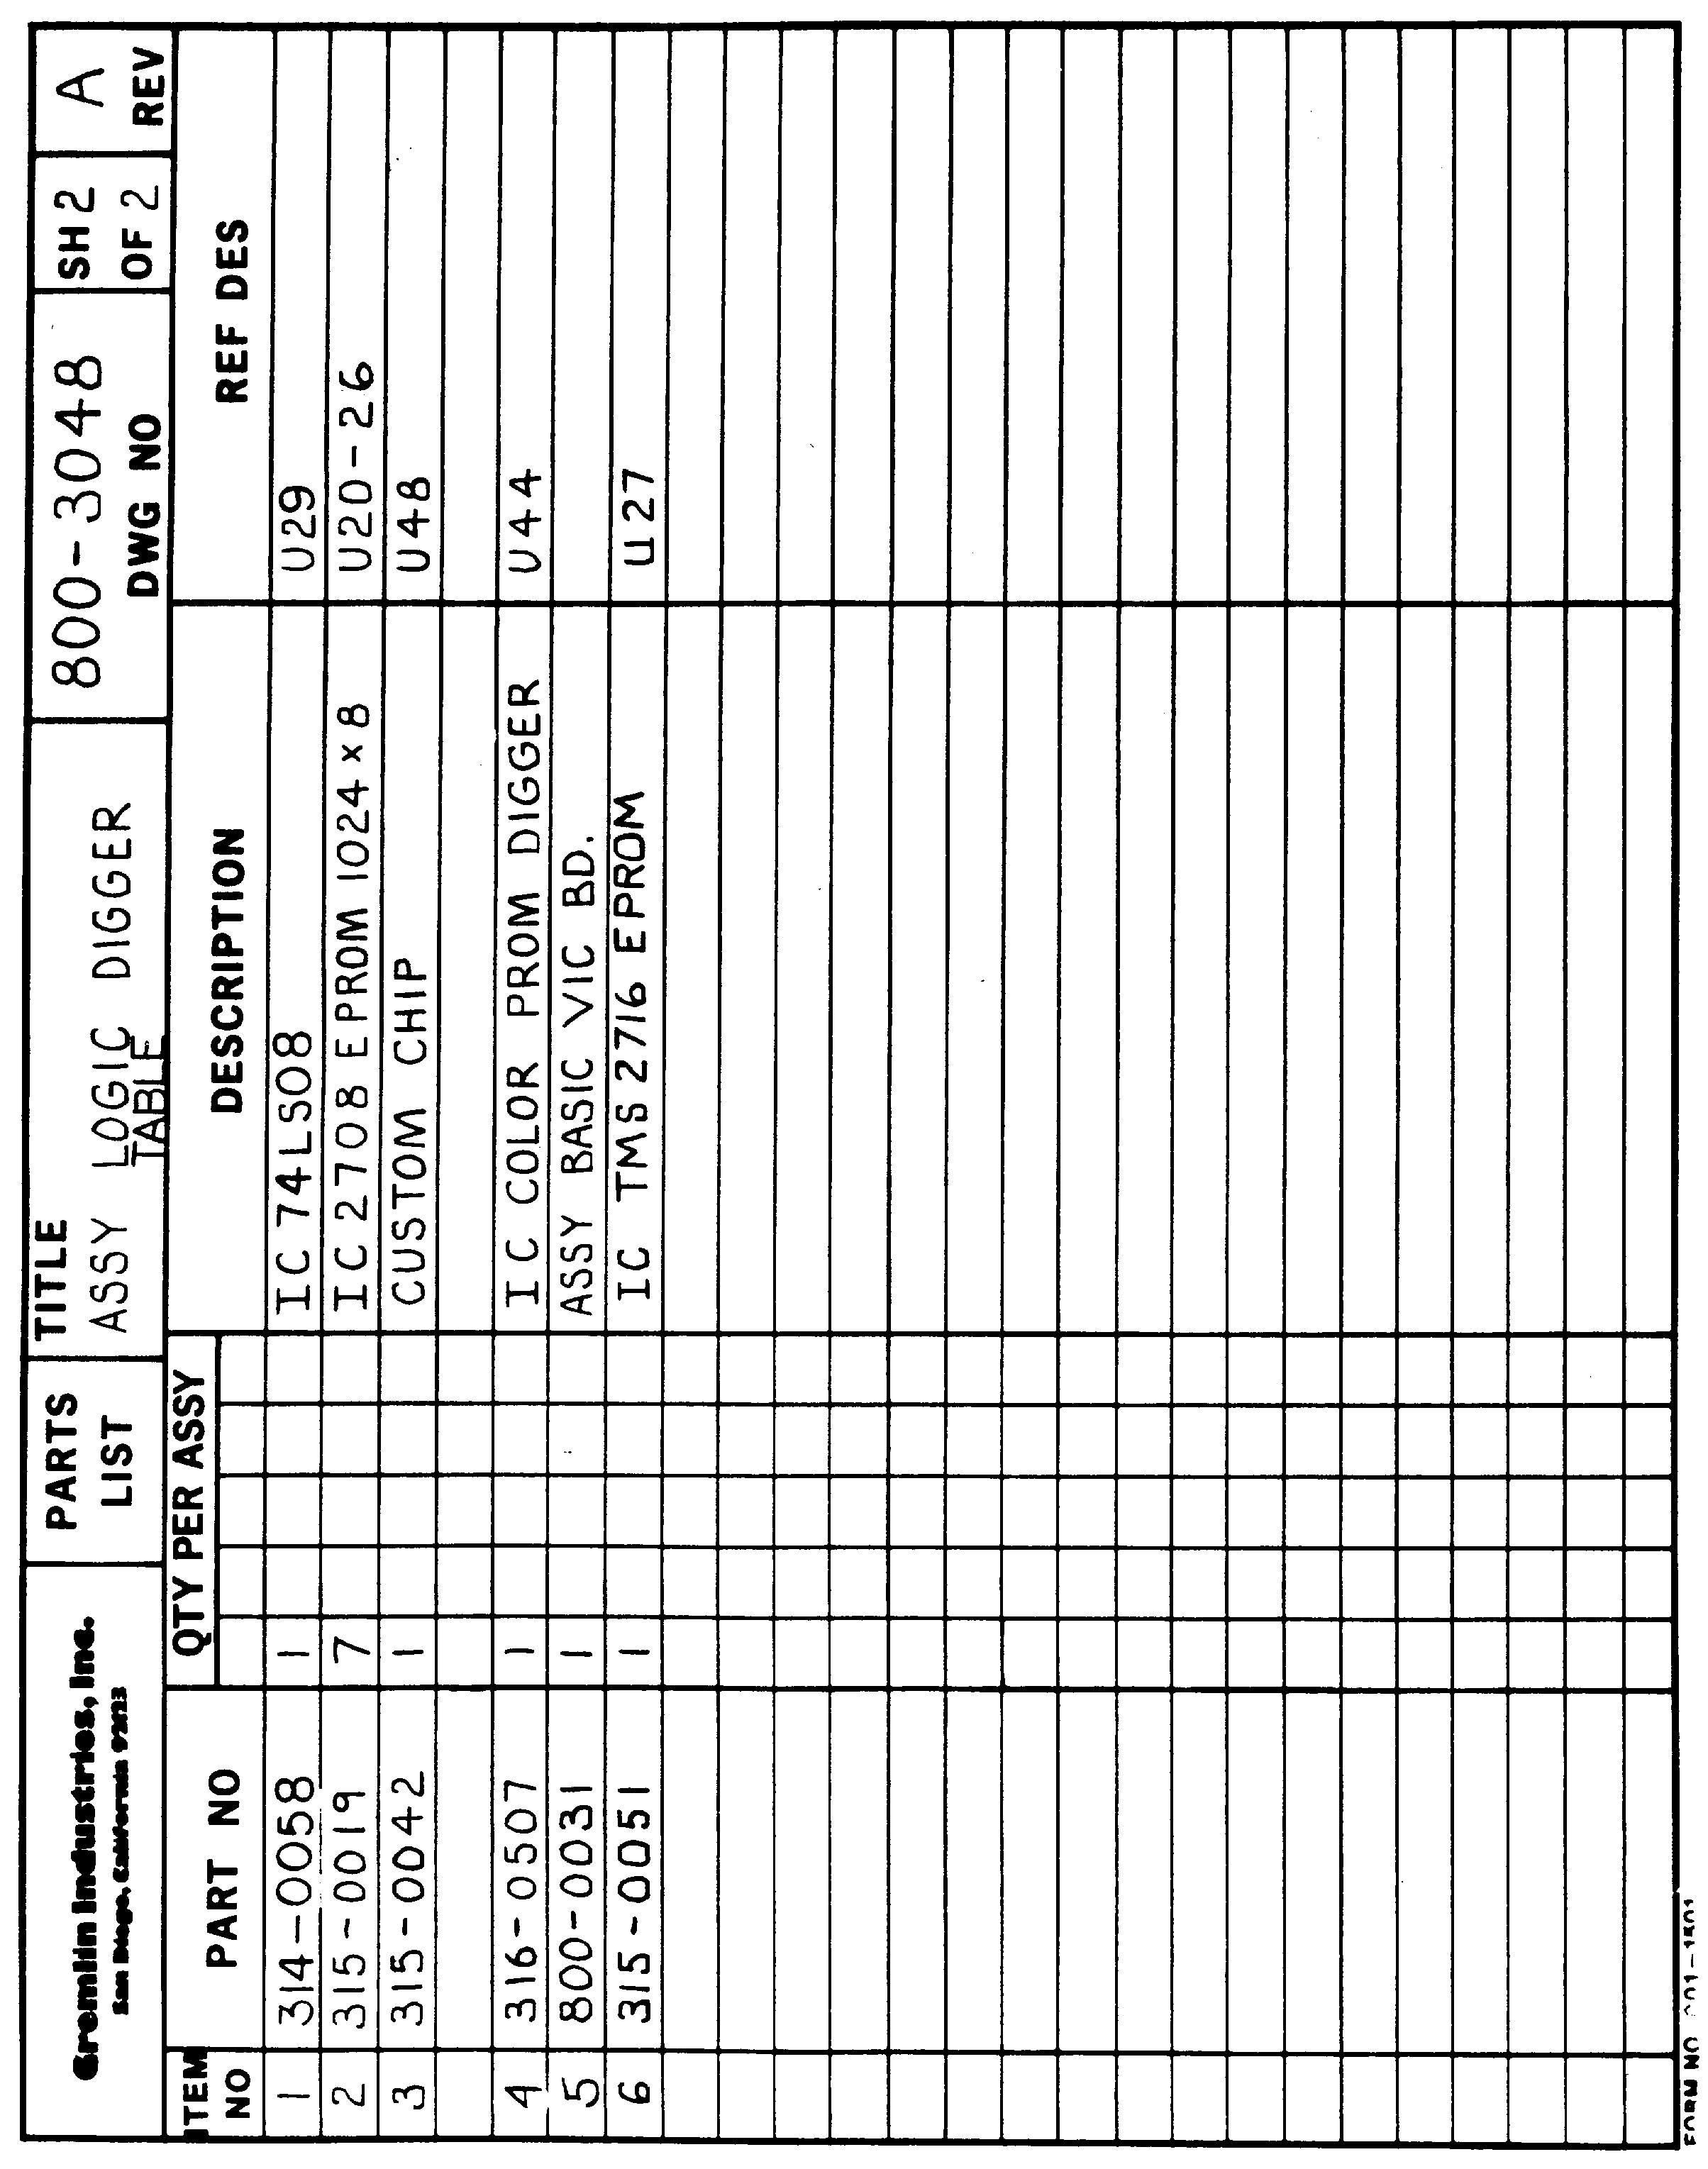 Gremlin Industries, Inc.
San Diego, California 92123
PARTS
LIST
TITLE
ASSY LOGIC DIGGER
TABLE
800-3048
DWG NO
SH 2
OF 2
A
REV
ITEM
NO
PART NO
QTY PER ASSY
DESCRIPTION
REF DES
1 314-0058 1 IC 74LS08 U29
2 315-0019 7 IC 2708 EPROM 1024 x 8 U20-26
3 315-0042 1 CUSTOM CHIP U48
4 316-0507 1 IC COLOR PROM DIGGER U44
5 800-0031 1 ASSY BASIC VIC BD.
6 315-0051 1 IC TMS 2716 EPROM U27
FORM NO